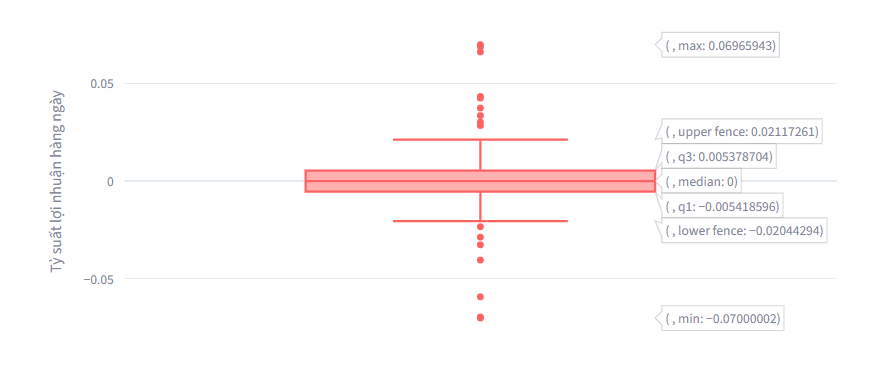 Tỷ suất lợi nhuận hàng ngày
0.05
0
−0.05
( , max: 0.06965943)
( , upper fence: 0.02117261)
( , q3: 0.005378704)
( , median: 0)
( , q1: −0.005418596)
( , lower fence: −0.02044294)
( , min: −0.07000002)